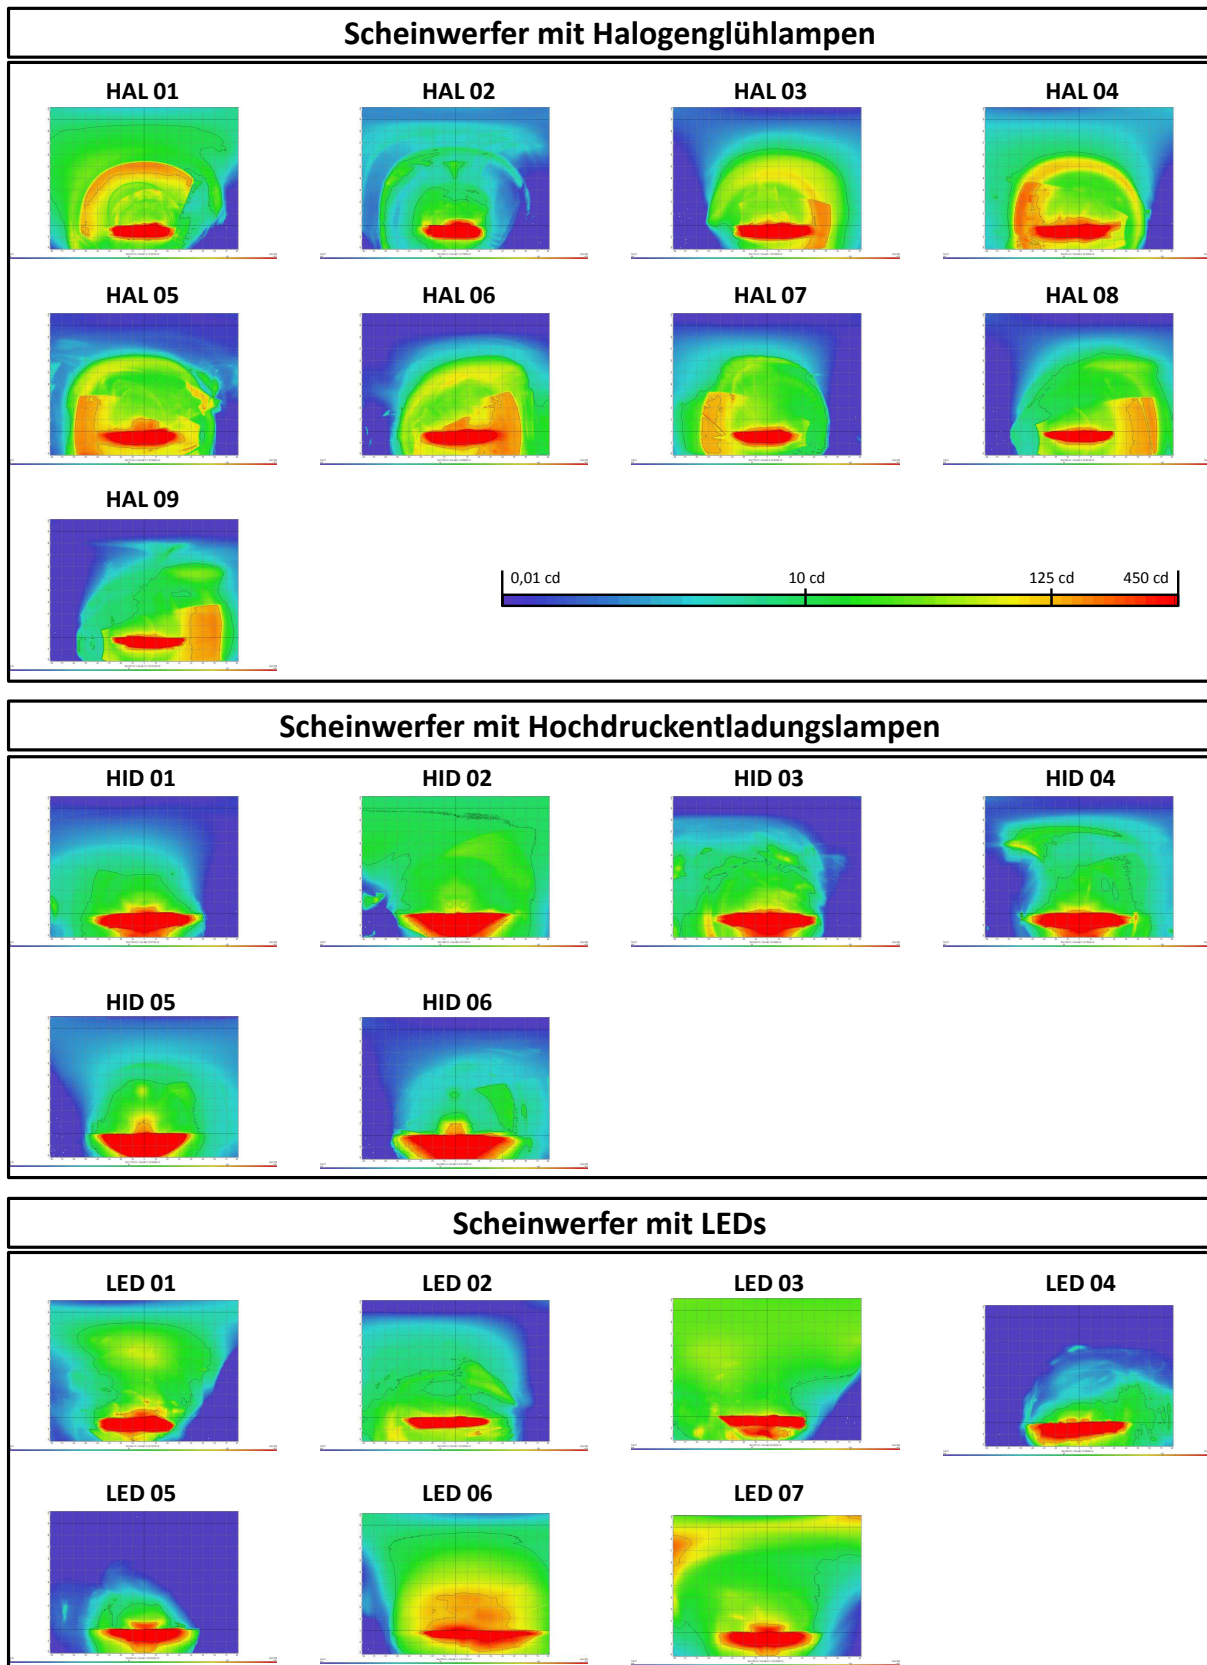 Scheinwerfer mit Halogenglühlampen
HAL 01 HAL 02 HAL 03 HAL 04
HAL 05 HAL 06 HAL 07 HAL 08
HAL 09
0,01 cd 10 cd 125 cd 450 cd
Scheinwerfer mit Hochdruckentladungslampen
HID 01 HID 02 HID 03 HID 04
HID 05 HID 06
Scheinwerfer mit LEDs
LED 01 LED 02 LED 03 LED 04
LED 05 LED 06 LED 07